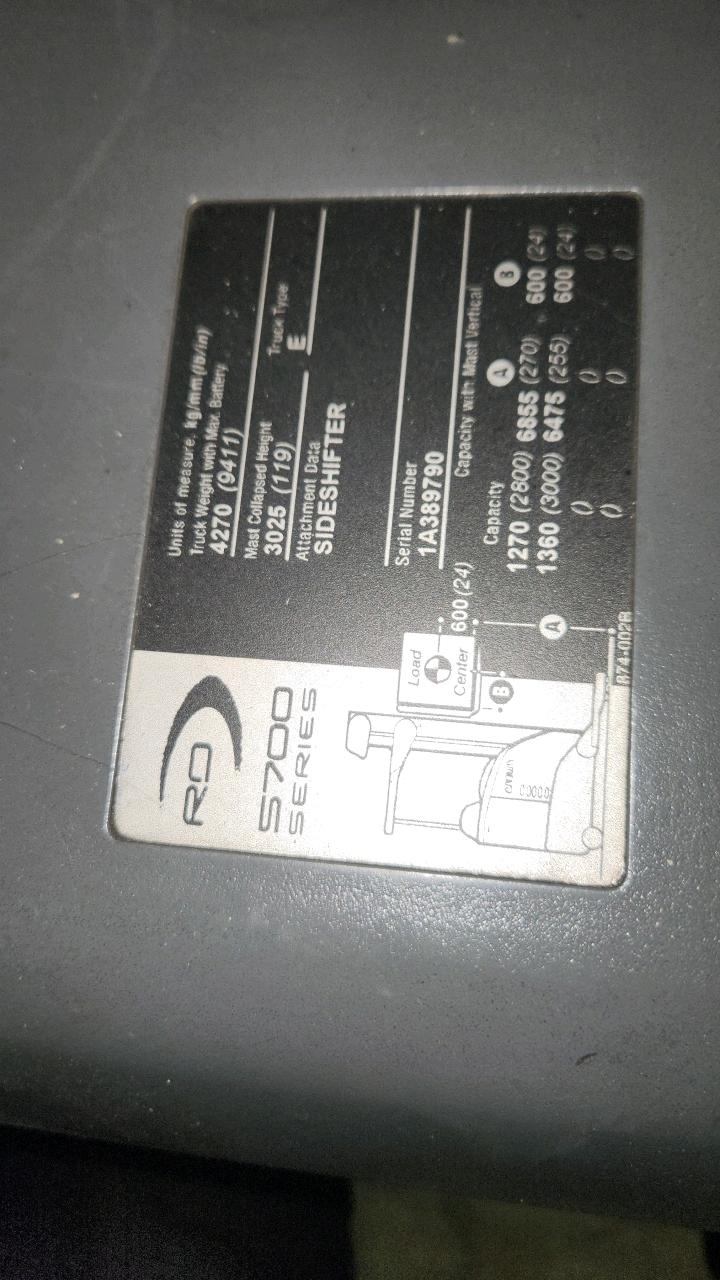 RD
5700
SERIES
Units of measure, kg/mm (lb/in)
Truck Weight with Max. Battery
4270 (9411)
Mast Collapsed Height
3025 (119)
Truck Type
E
Attachment Data
SIDESHIFTER
Serial Number
1A389790
Load
Center
600 (24)
B
A
CROWN
Capacity with Mast Vertical
Capacity A B
1270 (2800) 6855 (270) 600 (24)
1360 (3000) 6475 (255) 600 (24)
() () ()
() () ()